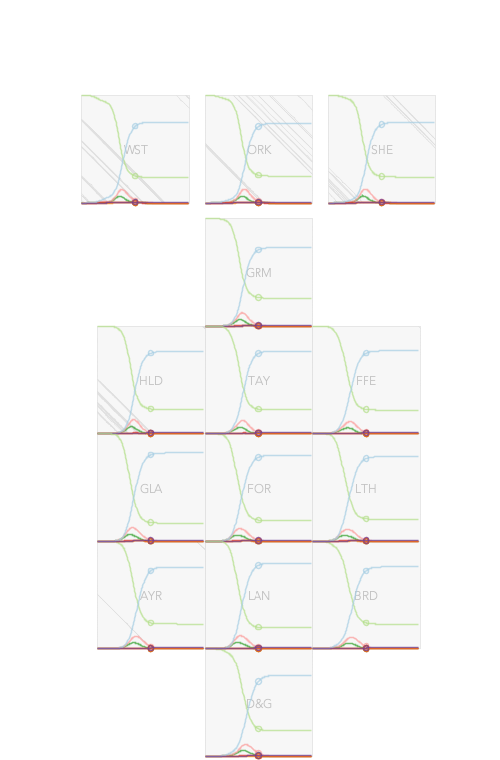 WST ORK SHE
GRM
HLD TAY FFE
GLA FOR LTH
AYR LAN BRD
D&G